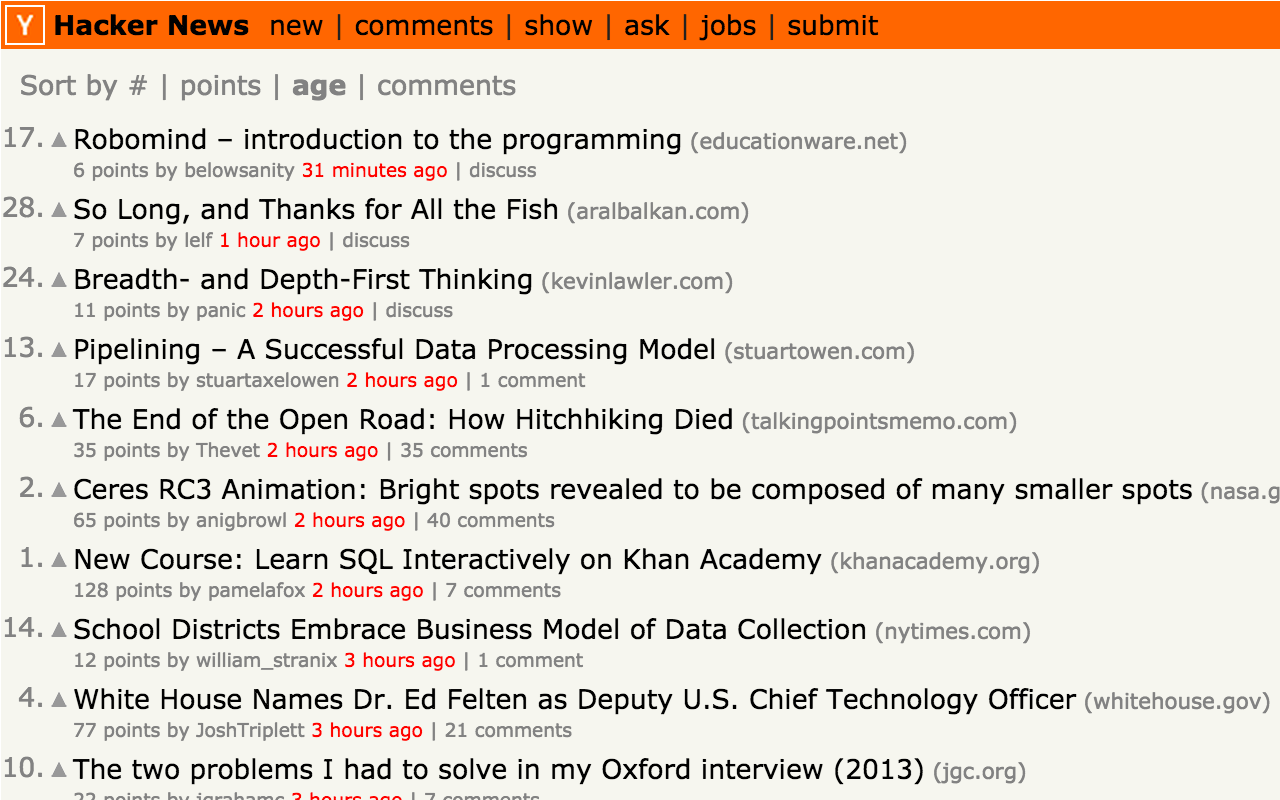 Y Hacker News new | comments | show | ask | jobs | submit
Sort by # | points | age | comments
17. ▲ Robomind – introduction to the programming (educationware.net)
6 points by belowsanity 31 minutes ago | discuss
28. ▲ So Long, and Thanks for All the Fish (aralbalkan.com)
7 points by lelf 1 hour ago | discuss
24. ▲ Breadth- and Depth-First Thinking (kevinlawler.com)
11 points by panic 2 hours ago | discuss
13. ▲ Pipelining – A Successful Data Processing Model (stuartowen.com)
17 points by stuartaxelowen 2 hours ago | 1 comment
6. ▲ The End of the Open Road: How Hitchhiking Died (talkingpointsmemo.com)
35 points by Thevet 2 hours ago | 35 comments
2. ▲ Ceres RC3 Animation: Bright spots revealed to be composed of many smaller spots (nasa.g
65 points by anigbrowl 2 hours ago | 40 comments
1. ▲ New Course: Learn SQL Interactively on Khan Academy (khanacademy.org)
128 points by pamelafox 2 hours ago | 7 comments
14. ▲ School Districts Embrace Business Model of Data Collection (nytimes.com)
12 points by william_stranix 3 hours ago | 1 comment
4. ▲ White House Names Dr. Ed Felten as Deputy U.S. Chief Technology Officer (whitehouse.gov)
77 points by JoshTriplett 3 hours ago | 21 comments
10. ▲ The two problems I had to solve in my Oxford interview (2013) (jgc.org)
22 points by jgrahamc 3 hours ago | 7 comments